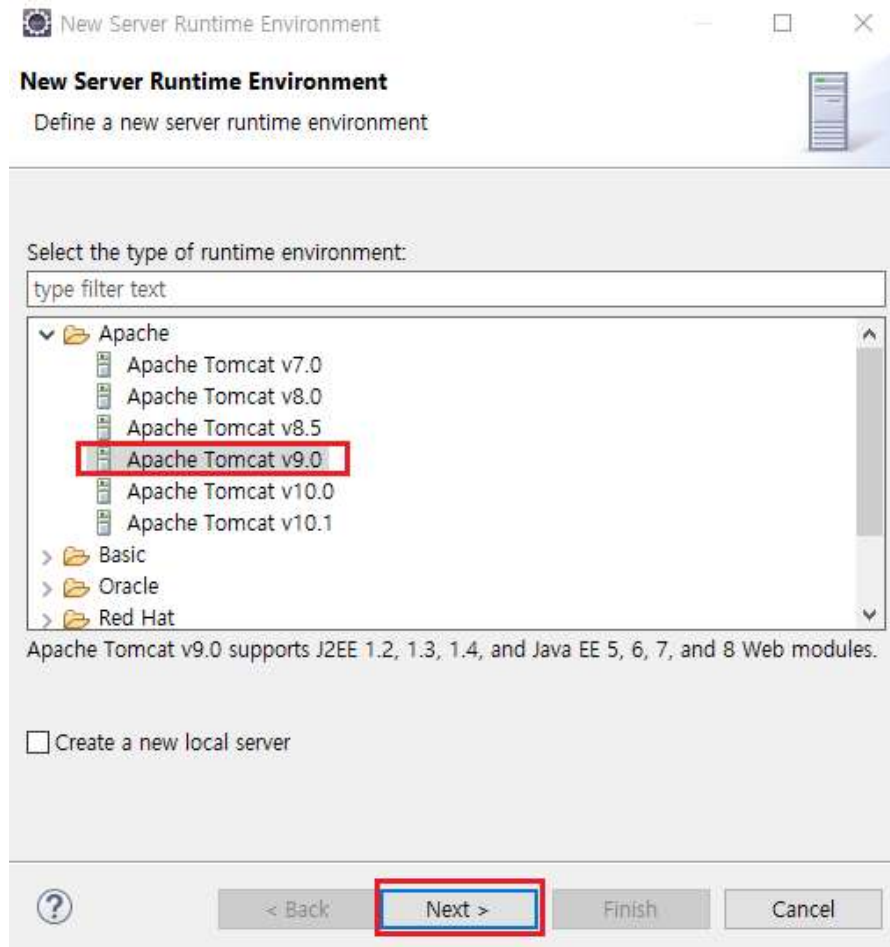 New Server Runtime Environment
New Server Runtime Environment
Define a new server runtime environment
Select the type of runtime environment:
type filter text
Apache
Apache Tomcat v7.0
Apache Tomcat v8.0
Apache Tomcat v8.5
Apache Tomcat v9.0
Apache Tomcat v10.0
Apache Tomcat v10.1
Basic
Oracle
Red Hat
Apache Tomcat v9.0 supports J2EE 1.2, 1.3, 1.4, and Java EE 5, 6, 7, and 8 Web modules.
Create a new local server
? < Back Next > Finish Cancel